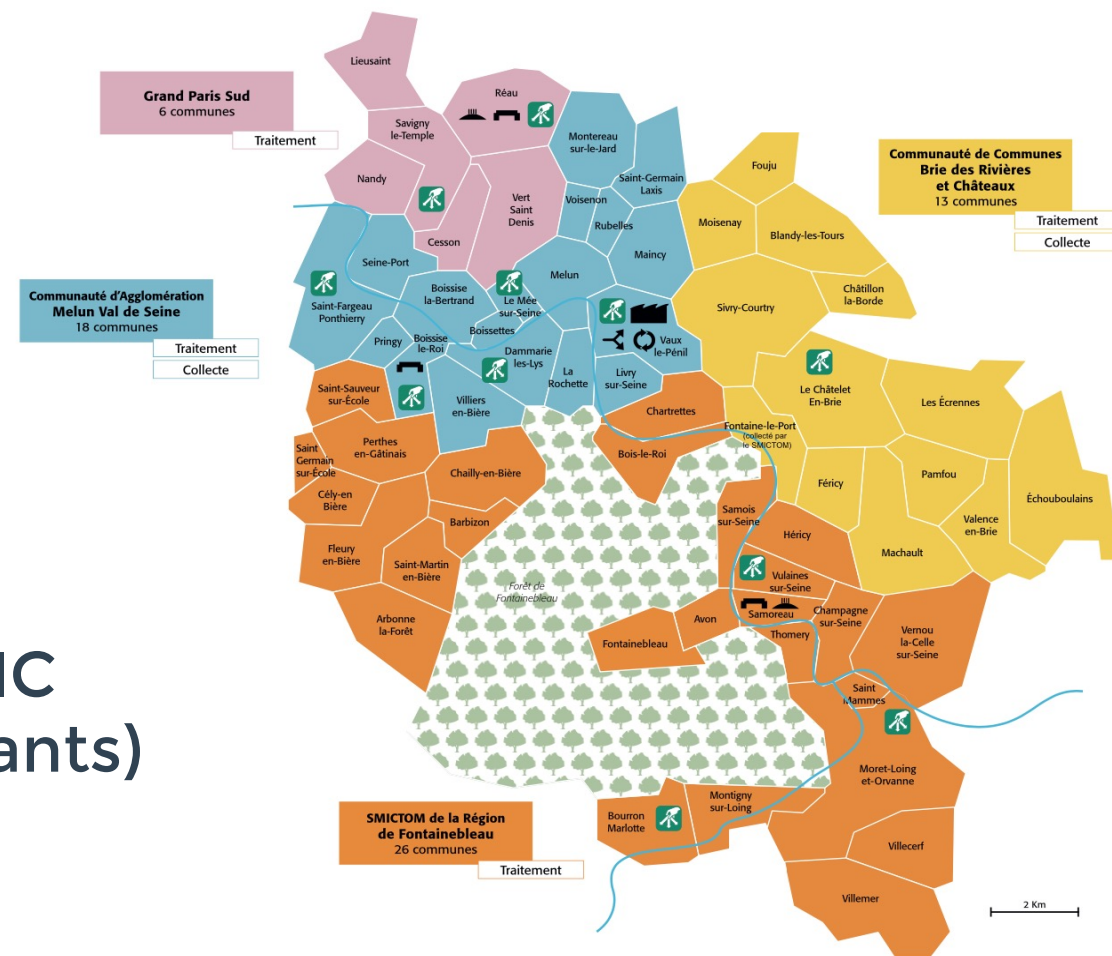 Lieusaint
Grand Paris Sud
6 communes
Traitement
Réau
Savigny
le-Temple
Nandy
Vert
Saint
Denis
Cesson
Montereau
sur-le-Jard
Saint-Germain
Laxis
Voisenon
Rubelles
Maincy
Melun
Fouju
Moisenay
Blandy-les-Tours
Communauté de Communes
Brie des Rivières
et Châteaux
13 communes
Traitement
Collecte
Communauté d'Agglomération
Melun Val de Seine
18 communes
Traitement
Collecte
Seine-Port
Saint-Fargeau
Ponthierry
Boissise
la-Bertrand
Le Mée
sur-Seine
Boissettes
Pringy
Boissise
le-Roi
Dammarie
les-Lys
Villiers
en-Bière
La
Rochette
Vaux
le-Pénil
Livry
sur-Seine
Châtillon
la-Borde
Sivry-Courtry
Le Châtelet
En-Brie
Les Écrennes
Fontaine-le-Port
(collecté par
le SMICTOM)
Féricy
Pamfou
Échouboulains
Valence
en-Brie
Machault
Saint-Sauveur
sur-École
Chartrettes
Bois-le-Roi
Saint
Germain
sur-École
Perthes
en-Gâtinais
Chailly-en-Bière
Cély-en
Bière
Barbizon
Fleury
en-Bière
Saint-Martin
en-Bière
Arbonne
la-Forêt
Forêt de
Fontainebleau
Samois
sur-Seine
Héricy
Vulaines
sur-Seine
Samoreau
Champagne
sur-Seine
Avon
Fontainebleau
Thomery
Vernou
la-Celle
sur-Seine
Saint
Mammes
Moret-Loing
et-Orvanne
IC
ants)
SMICTOM de la Région
de Fontainebleau
26 communes
Traitement
Bourron
Marlotte
Montigny
sur-Loing
Villecerf
Villemer
2 Km